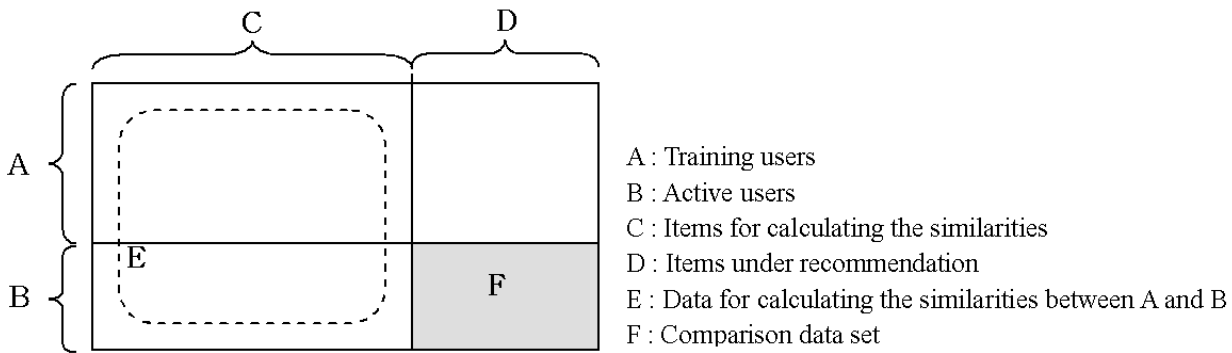 C
D
A
E
B
F
A : Training users
B : Active users
C : Items for calculating the similarities
D : Items under recommendation
E : Data for calculating the similarities between A and B
F : Comparison data set